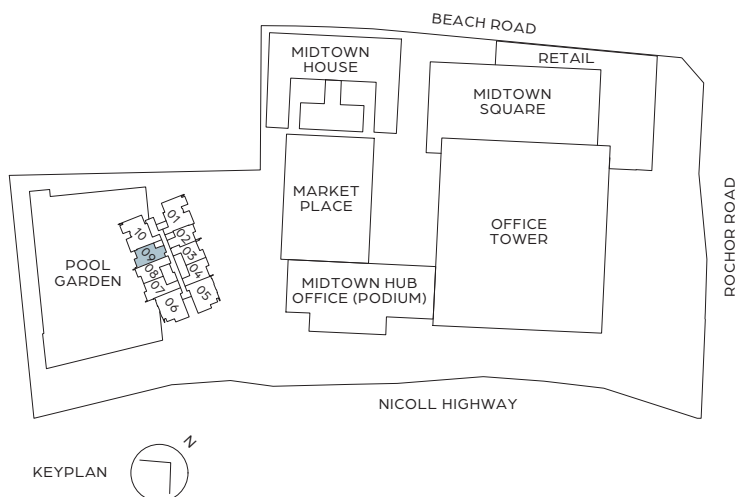 BEACH ROAD
MIDTOWN
HOUSE
RETAIL
MIDTOWN
SQUARE
ROCHOR ROAD
MARKET
PLACE
OFFICE
TOWER
01
10
02
09
03
08
04
07
05
06
POOL
GARDEN
MIDTOWN HUB
OFFICE (PODIUM)
NICOLL HIGHWAY
N
KEYPLAN